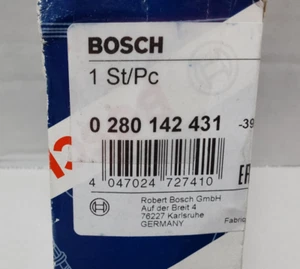 BOSCH
1 St/Pc
0 280 142 431 -39
4 047024 727410
Robert Bosch GmbH
Auf der Breit 4
76227 Karlsruhe
GERMANY
Fabriq